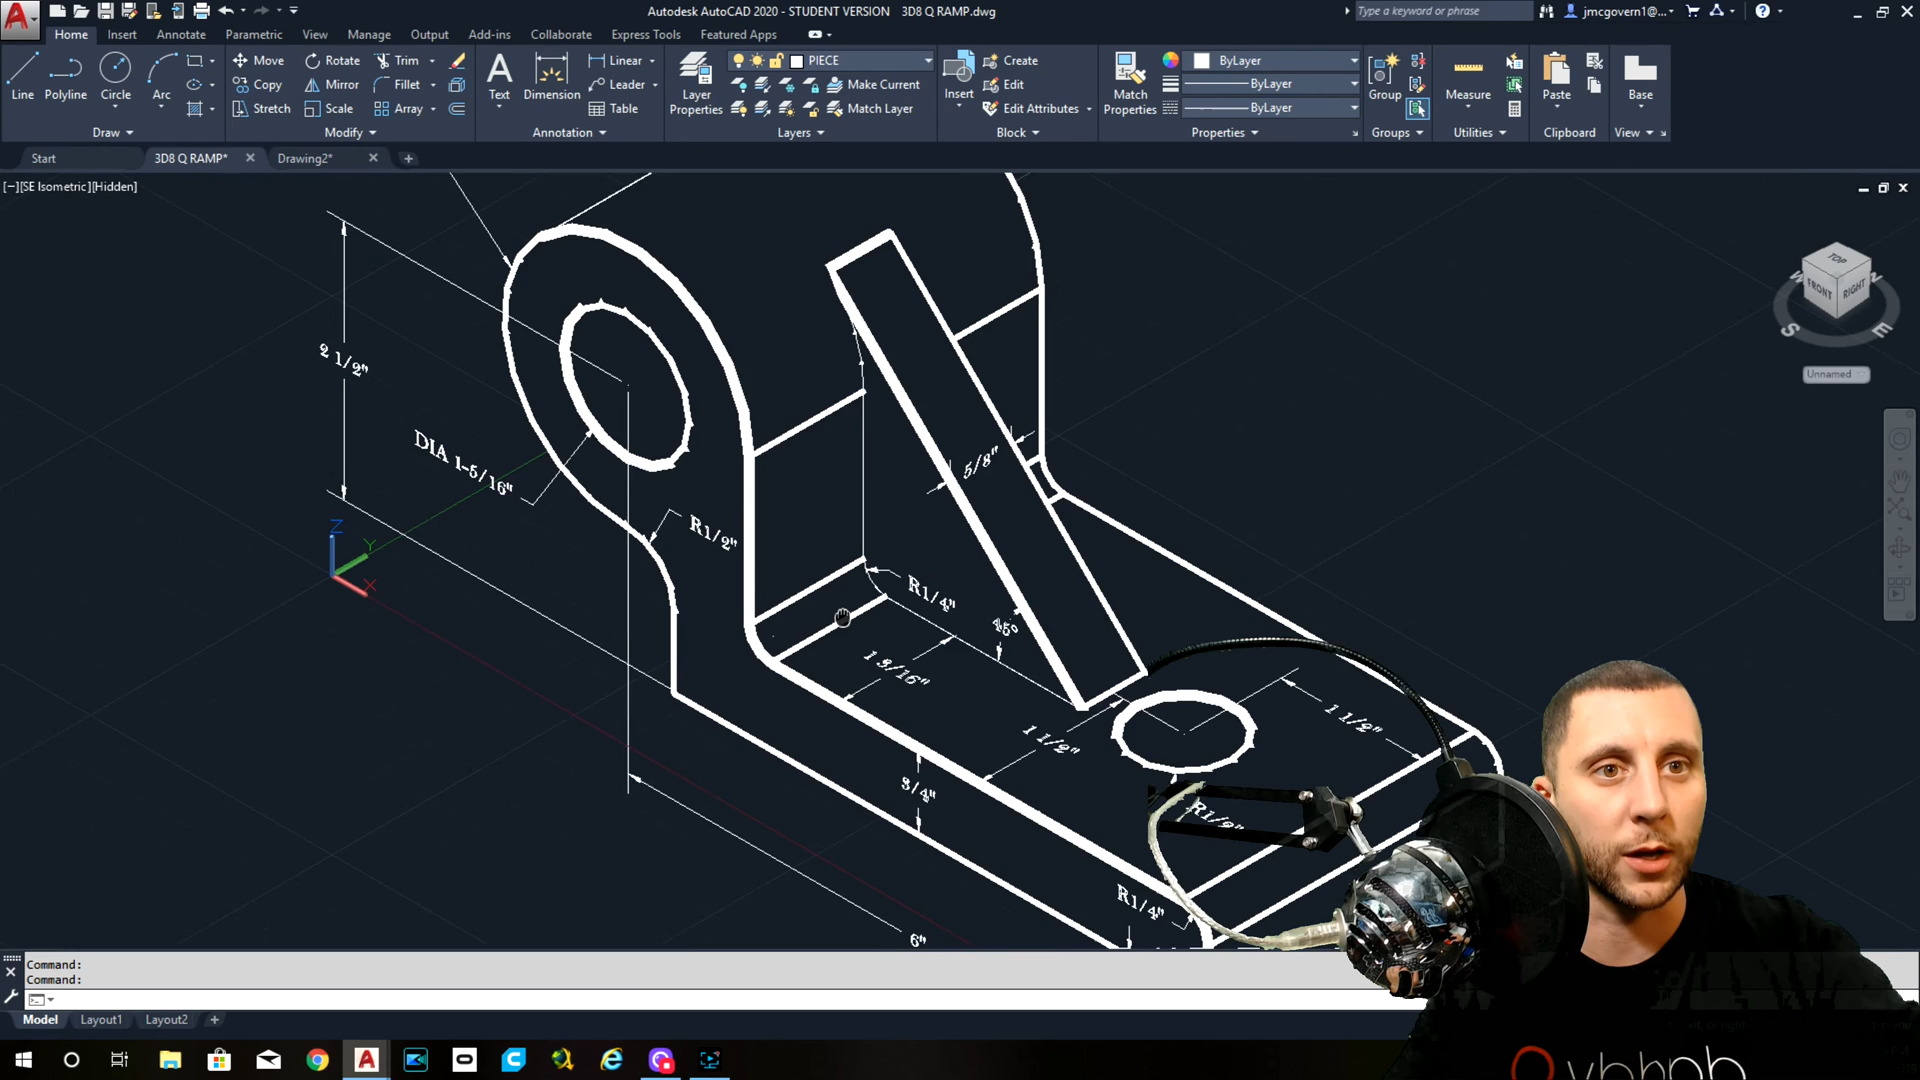 Autodesk AutoCAD 2020 - STUDENT VERSION 3D8 Q RAMP.dwg
Type a keyword or phrase
jmcgovern1@...
Home Insert Annotate Parametric View Manage Output Add-ins Collaborate Express Tools Featured Apps
Line Polyline Circle Arc
Move Rotate Trim
Copy Mirror Fillet
Stretch Scale Array
Text Dimension
Linear
Leader
Table
Layer Properties
PIECE
Make Current
Match Layer
Insert
Create
Edit
Edit Attributes
Match Properties
ByLayer
ByLayer
ByLayer
Group
Measure
Paste
Base
Draw Modify Annotation Layers Block Properties Groups Utilities Clipboard View
Start 3D8 Q RAMP* Drawing2*
[−][SE Isometric][Hidden]
TOP
FRONT RIGHT
W N
S E
Unnamed
2 1/2"
DIA 1-5/16"
R1/2"
5/8"
R1/4"
45°
1 3/16"
1 1/2"
1 1/2"
3/4"
R1/4"
6"
Z
Y
X
Command:
Command:
Model Layout1 Layout2